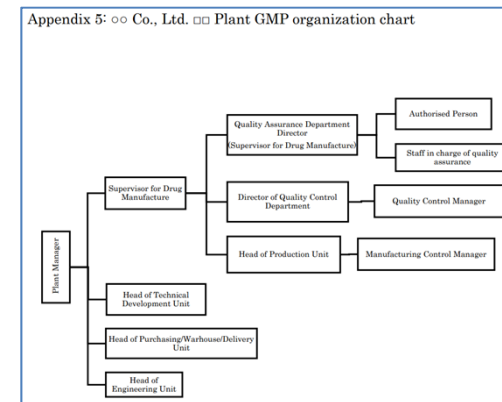 Appendix 5: ○○ Co., Ltd. □□ Plant GMP organization chart
Authorised Person
Quality Assurance Department
Director
(Supervisor for Drug Manufacture)
Staff in charge of quality
assurance
Supervisor for Drug
Manufacture
Director of Quality Control
Department
Quality Control Manager
Plant Manager
Head of Production Unit
Manufacturing Control Manager
Head of Technical
Development Unit
Head of Purchasing/Warhouse/Delivery
Unit
Head of
Engineering Unit